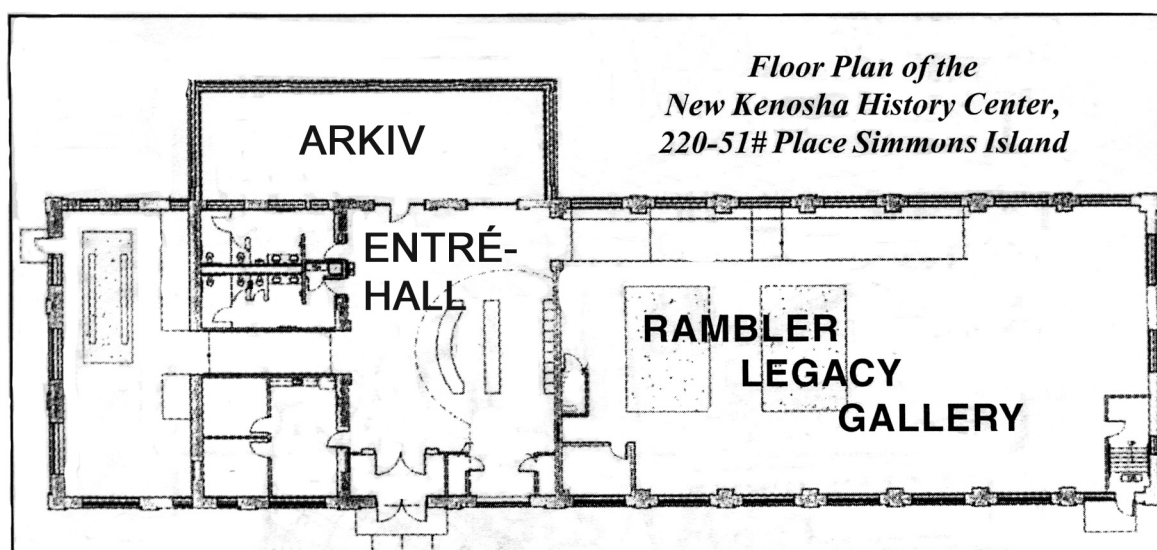 Floor Plan of the
New Kenosha History Center,
220-51# Place Simmons Island
ARKIV
ENTRÉ-
HALL
RAMBLER
LEGACY
GALLERY